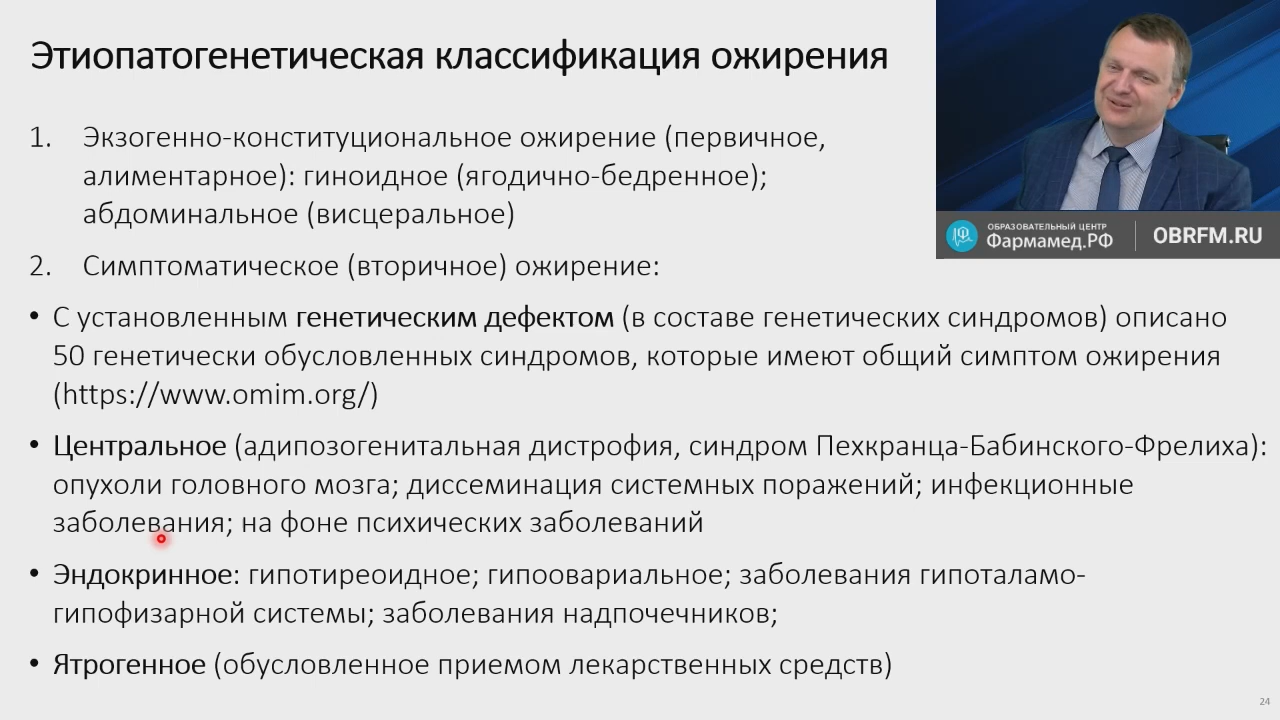 Этиопатогенетическая классификация ожирения
1. Экзогенно-конституциональное ожирение (первичное,
алиментарное): гиноидное (ягодично-бедренное);
абдоминальное (висцеральное)
2. Симптоматическое (вторичное) ожирение:
• С установленным генетическим дефектом (в составе генетических синдромов) описано
50 генетически обусловленных синдромов, которые имеют общий симптом ожирения
(https://www.omim.org/)
• Центральное (адипозогенитальная дистрофия, синдром Пехкранца-Бабинского-Фрелиха):
опухоли головного мозга; диссеминация системных поражений; инфекционные
заболевания; на фоне психических заболеваний
• Эндокринное: гипотиреоидное; гипоовариальное; заболевания гипоталамо-
гипофизарной системы; заболевания надпочечников;
• Ятрогенное (обусловленное приемом лекарственных средств)
ОБРАЗОВАТЕЛЬНЫЙ ЦЕНТР
Фармамед.РФ
OBRFM.RU
24